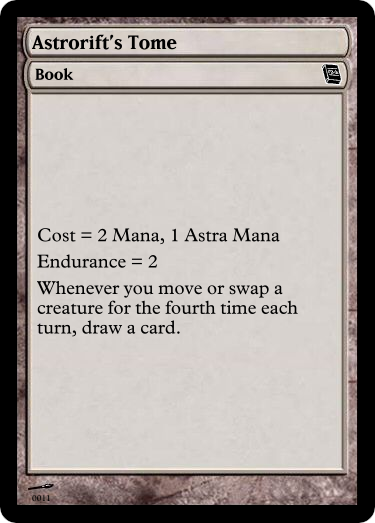 Astrorift's Tome
Book
Cost = 2 Mana, 1 Astra Mana
Endurance = 2
Whenever you move or swap a
creature for the fourth time each
turn, draw a card.
0011